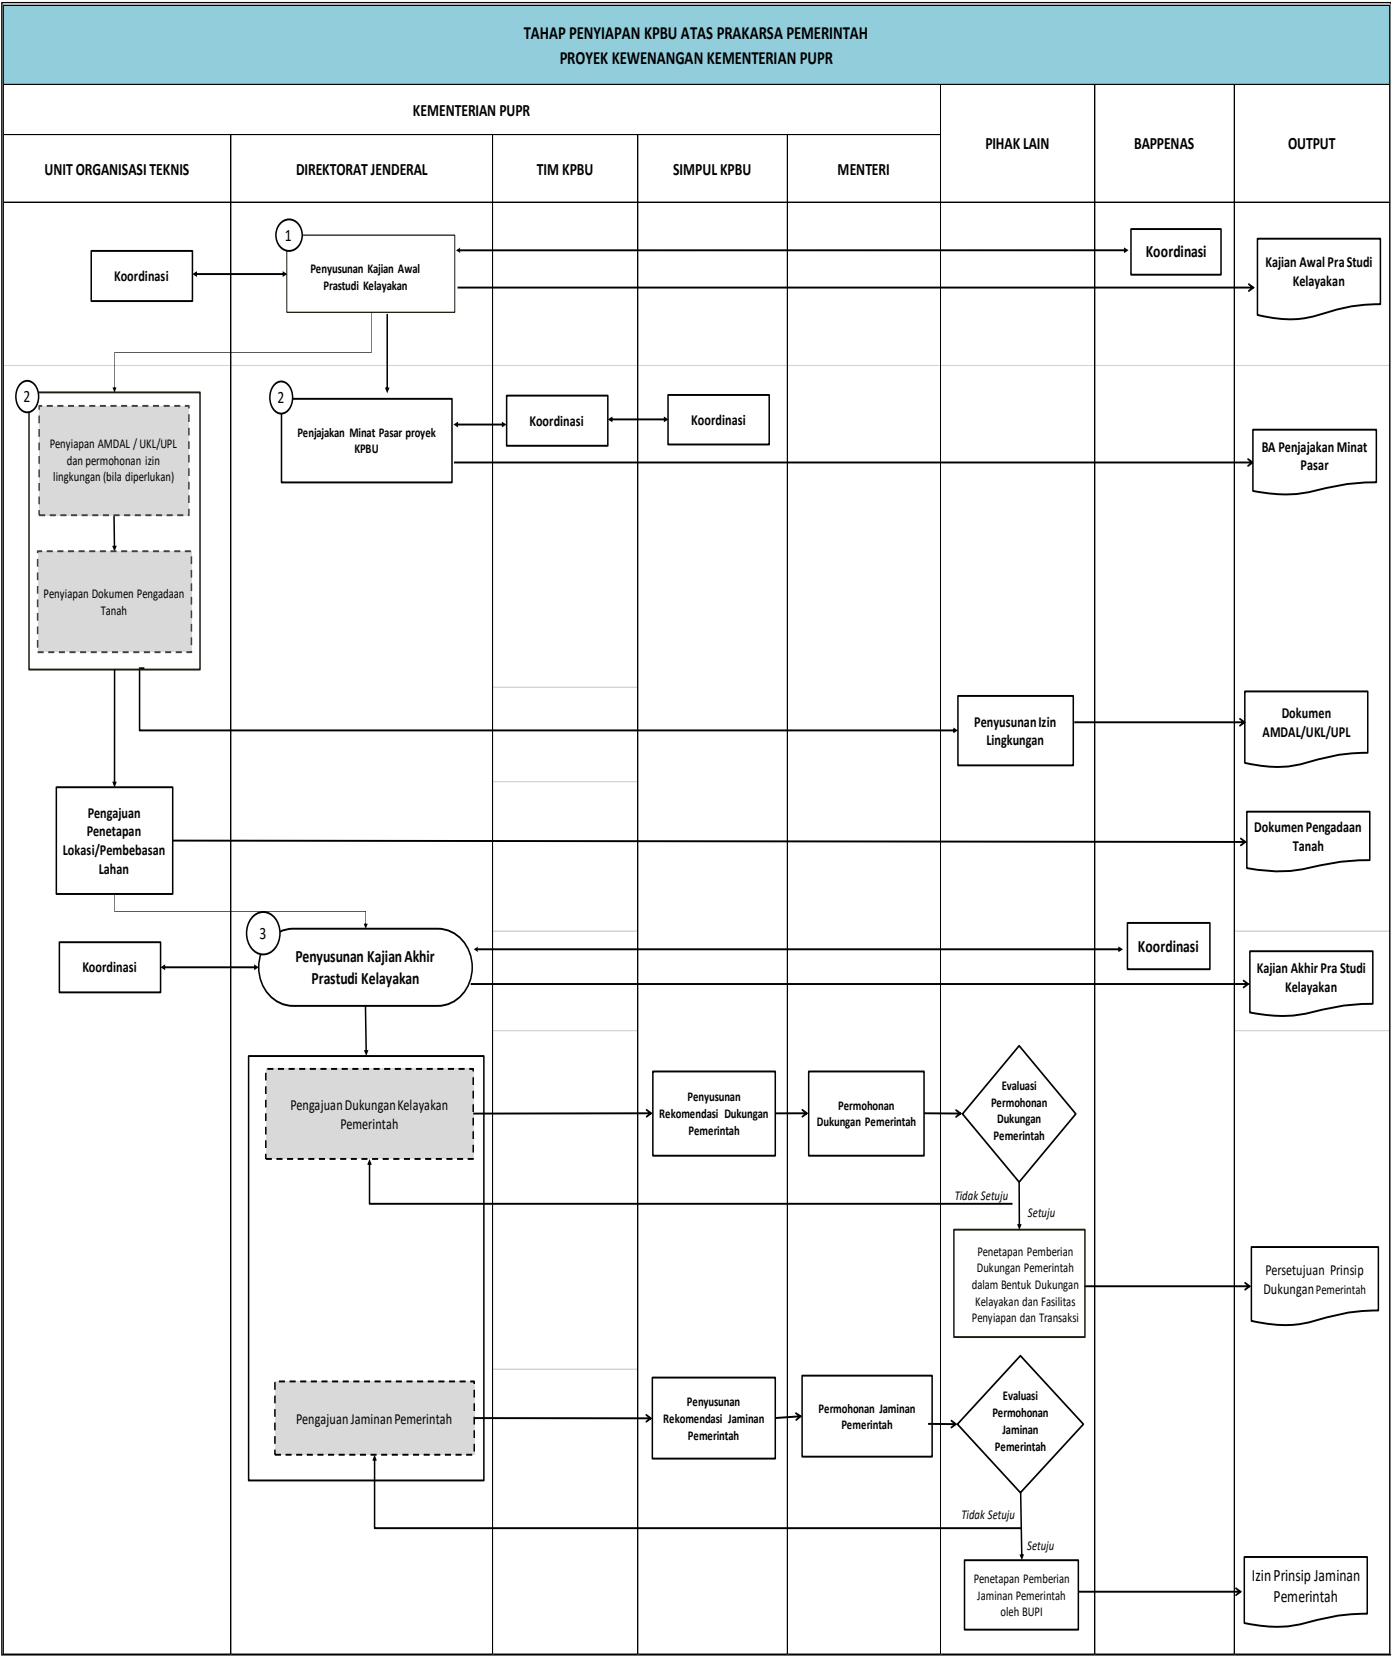 TAHAP PENYIAPAN KPBU ATAS PRAKARSA PEMERINTAH
PROYEK KEWENANGAN KEMENTERIAN PUPR
KEMENTERIAN PUPR
PIHAK LAIN
BAPPENAS
OUTPUT
UNIT ORGANISASI TEKNIS
DIREKTORAT JENDERAL
TIM KPBU
SIMPUL KPBU
MENTERI
1
Koordinasi
Penyusunan Kajian Awal
Prastudi Kelayakan
Koordinasi
Kajian Awal Pra Studi
Kelayakan
2
Penyiapan AMDAL / UKL/UPL
dan permohonan izin
lingkungan (bila diperlukan)
2
Penjajakan Minat Pasar proyek
KPBU
Koordinasi
Koordinasi
BA Penjajakan Minat
Pasar
Penyiapan Dokumen Pengadaan
Tanah
Penyusunan Izin
Lingkungan
Dokumen
AMDAL/UKL/UPL
Pengajuan
Penetapan
Lokasi/Pembebasan
Lahan
Dokumen Pengadaan
Tanah
3
Koordinasi
Penyusunan Kajian Akhir
Prastudi Kelayakan
Koordinasi
Kajian Akhir Pra Studi
Kelayakan
Pengajuan Dukungan Kelayakan
Pemerintah
Penyusunan
Rekomendasi Dukungan
Pemerintah
Permohonan
Dukungan Pemerintah
Evaluasi
Permohonan
Dukungan
Pemerintah
Tidak Setuju
Setuju
Penetapan Pemberian
Dukungan Pemerintah
dalam Bentuk Dukungan
Kelayakan dan Fasilitas
Penyiapan dan Transaksi
Persetujuan Prinsip
Dukungan Pemerintah
Pengajuan Jaminan Pemerintah
Penyusunan
Rekomendasi Jaminan
Pemerintah
Permohonan Jaminan
Pemerintah
Evaluasi
Permohonan
Jaminan
Pemerintah
Tidak Setuju
Setuju
Penetapan Pemberian
Jaminan Pemerintah
oleh BUPI
Izin Prinsip Jaminan
Pemerintah